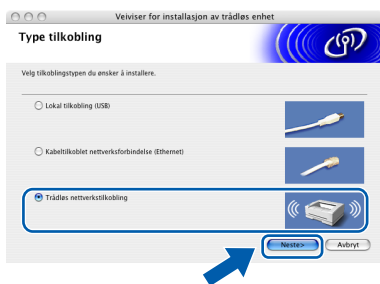 Veiviser for installasjon av trådløs enhet
Type tilkobling
Velg tilkoblingstypen du ønsker å installere.
Lokal tilkobling (USB)
Kabeltilkoblet nettverksforbindelse (Ethernet)
Trådløs nettverkstilkobling
Neste>
Avbryt